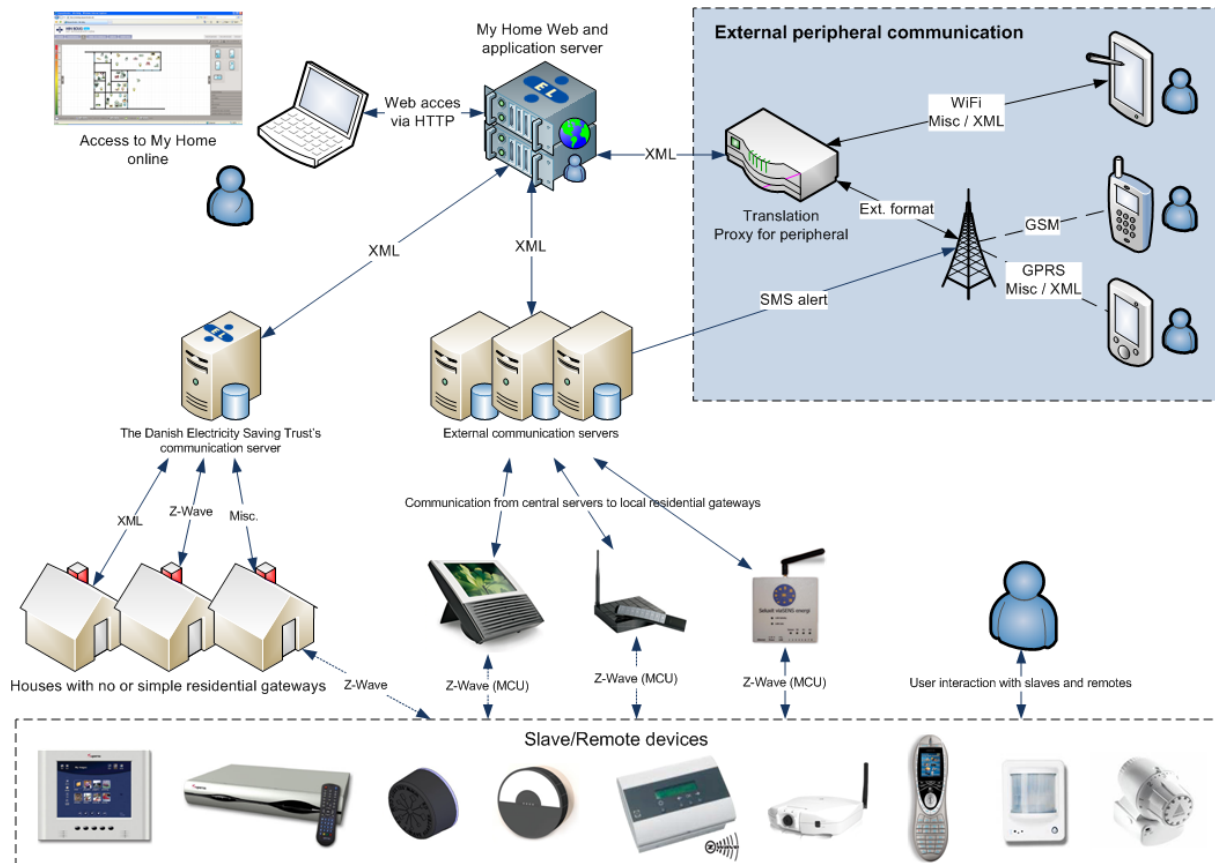 My Home Web and
application server
External peripheral communication
Access to My Home
online
Web acces
via HTTP
EL
XML
WiFi
Misc / XML
Translation
Proxy for peripheral
Ext. format
GSM
GPRS
Misc / XML
XML
XML
SMS alert
EL
The Danish Electricity Saving Trust's
communication server
External communication servers
Communication from central servers to local residential gateways
XML
Z-Wave
Misc.
Houses with no or simple residential gateways
Z-Wave
Z-Wave (MCU)
Z-Wave (MCU)
Z-Wave (MCU)
User interaction with slaves and remotes
Slave/Remote devices